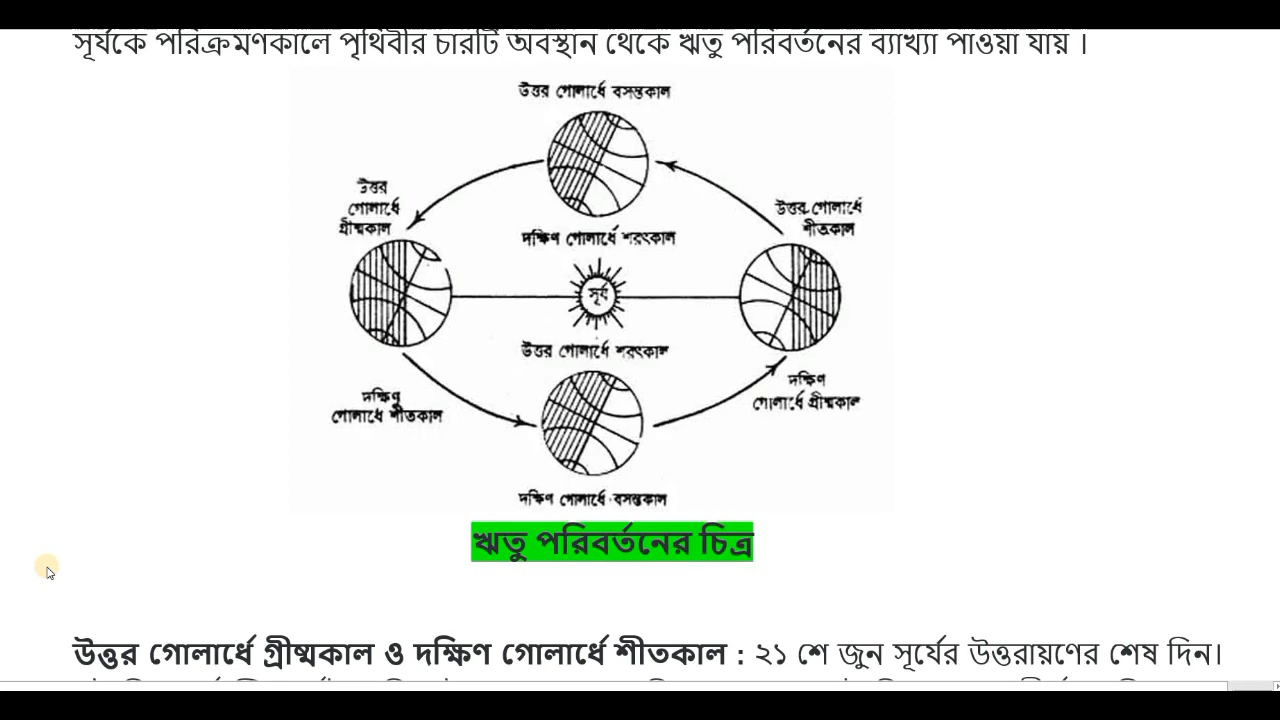 সূর্যকে পরিক্রমণকালে পৃথিবীর চারটি অবস্থান থেকে ঋতু পরিবর্তনের ব্যাখ্যা পাওয়া যায় ।
উত্তর গোলার্ধে বসন্তকাল
উত্তর
গোলার্ধে
গ্রীষ্মকাল
উত্তর গোলার্ধে
শীতকাল
দক্ষিণ গোলার্ধে শরৎকাল
সূর্য
উত্তর গোলার্ধে শরৎকাল
দক্ষিণ
গোলার্ধে শীতকাল
দক্ষিণ
গোলার্ধে গ্রীষ্মকাল
দক্ষিণ গোলার্ধে বসন্তকাল
ঋতু পরিবর্তনের চিত্র
উত্তর গোলার্ধে গ্রীষ্মকাল ও দক্ষিণ গোলার্ধে শীতকাল : ২১ শে জুন সূর্যের উত্তরায়ণের শেষ দিন।